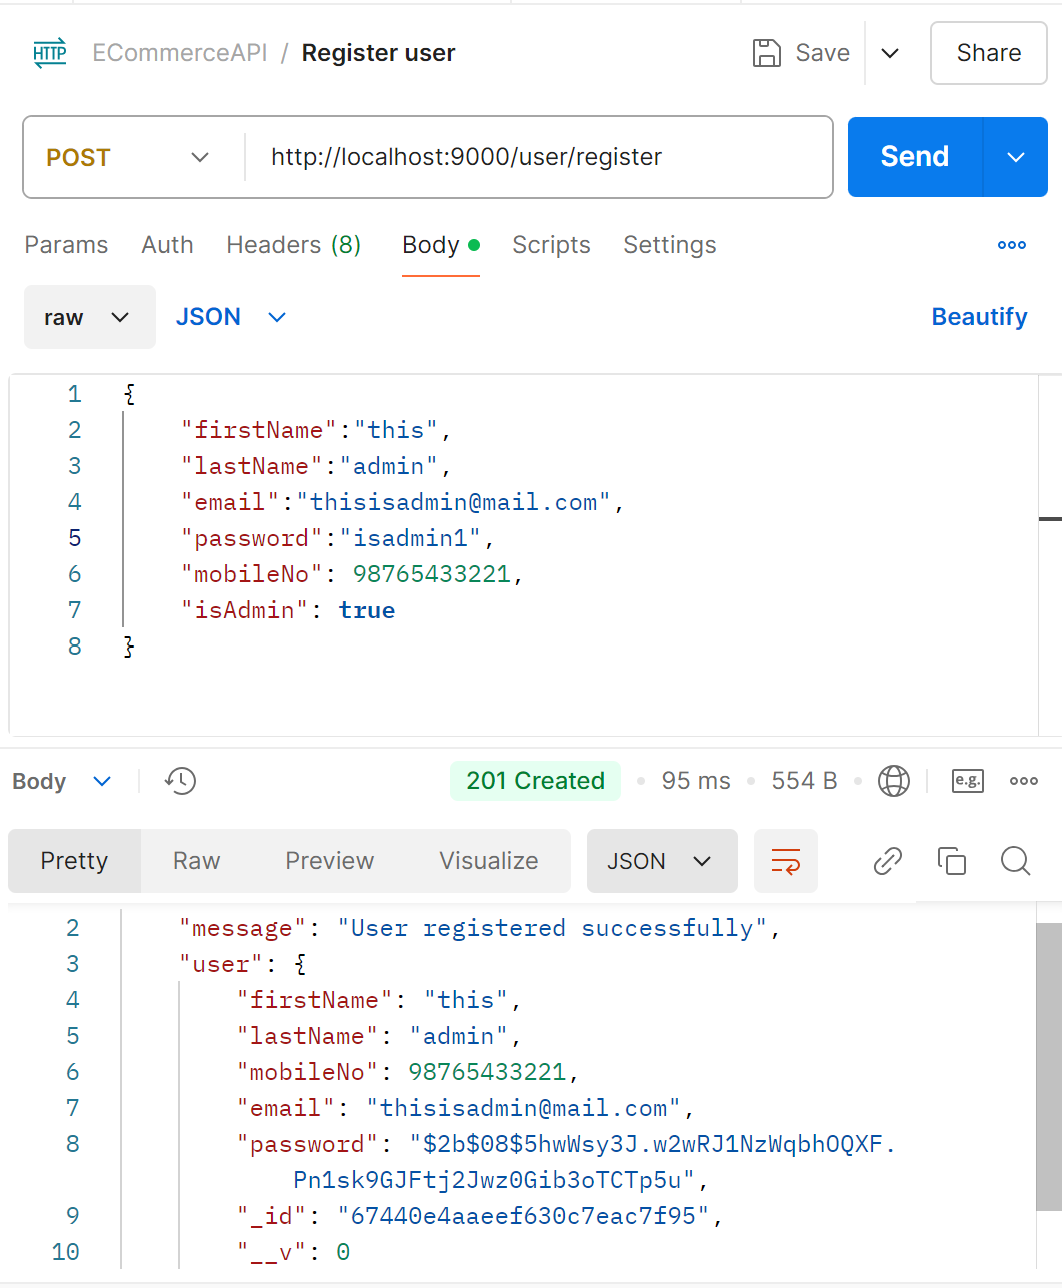 HTTP ECommerceAPI / Register user Save Share
POST http://localhost:9000/user/register Send
Params Auth Headers (8) Body Scripts Settings
raw JSON Beautify
1 {
2 "firstName":"this",
3 "lastName":"admin",
4 "email":"thisisadmin@mail.com",
5 "password":"isadmin1",
6 "mobileNo": 98765433221,
7 "isAdmin": true
8 }
Body 201 Created 95 ms 554 B e.g.
Pretty Raw Preview Visualize JSON
2 "message": "User registered successfully",
3 "user": {
4 "firstName": "this",
5 "lastName": "admin",
6 "mobileNo": 98765433221,
7 "email": "thisisadmin@mail.com",
8 "password": "$2b$08$5hwWsy3J.w2wRJ1NzWqbhOQXF.
Pn1sk9GJFtj2Jwz0Gib3oTCTp5u",
9 "_id": "67440e4aaeef630c7eac7f95",
10 "__v": 0